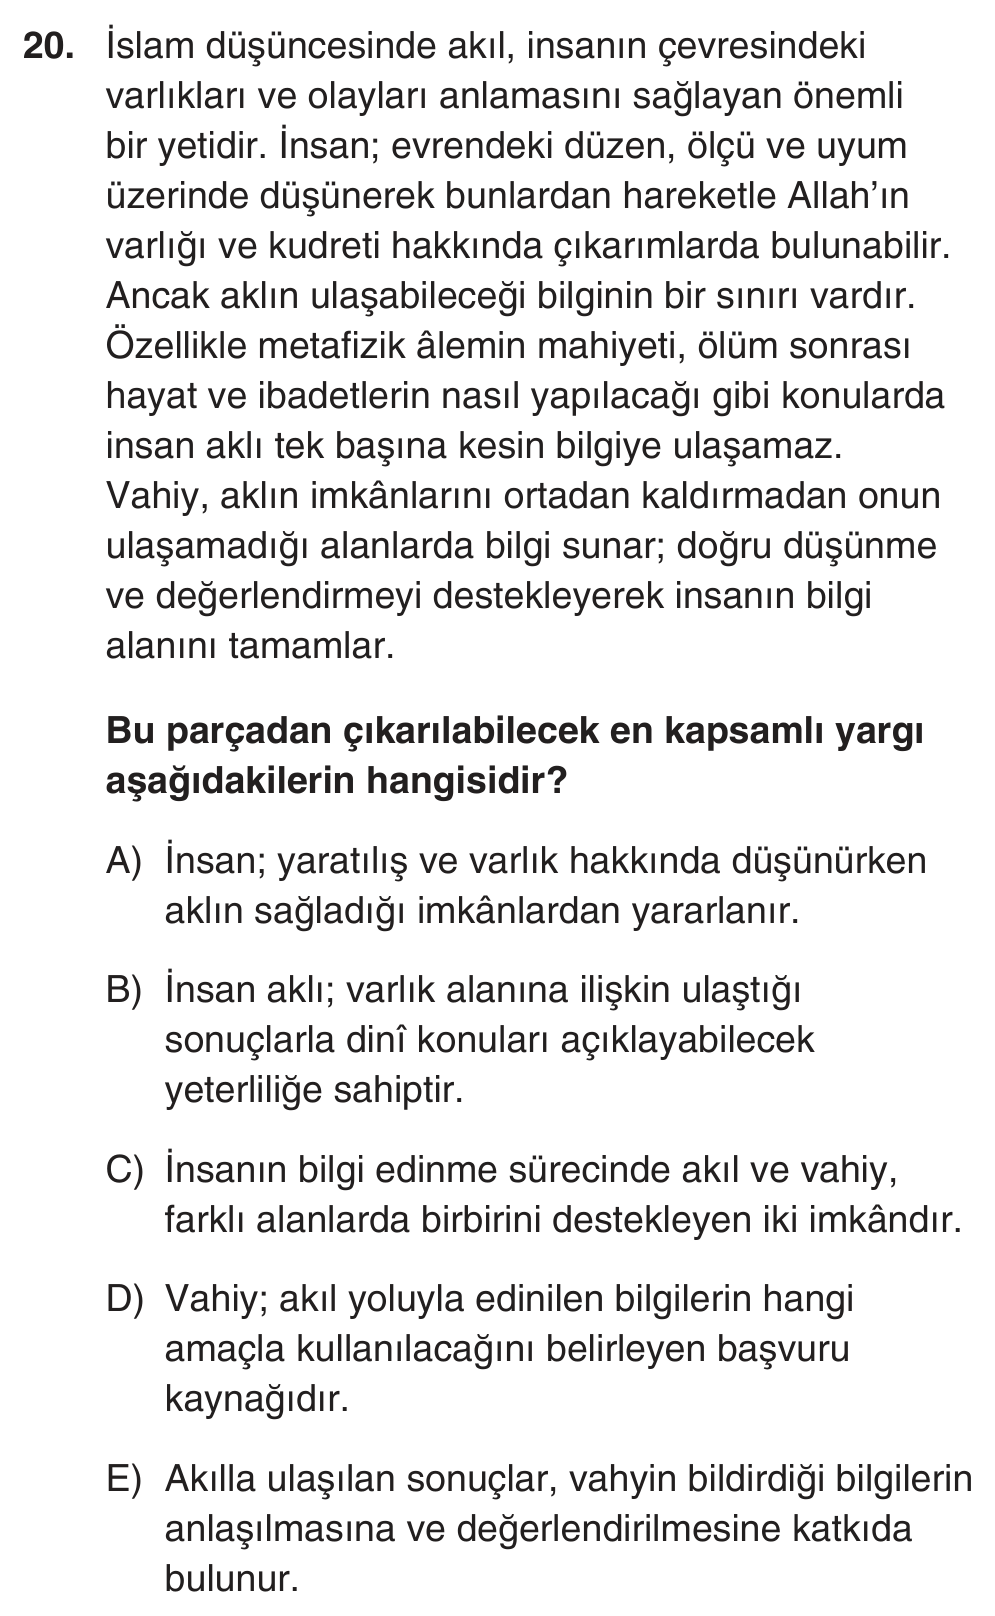 20. İslam düşüncesinde akıl, insanın çevresindeki
varlıkları ve olayları anlamasını sağlayan önemli
bir yetidir. İnsan; evrendeki düzen, ölçü ve uyum
üzerinde düşünerek bunlardan hareketle Allah’ın
varlığı ve kudreti hakkında çıkarımlarda bulunabilir.
Ancak aklın ulaşabileceği bilginin bir sınırı vardır.
Özellikle metafizik âlemin mahiyeti, ölüm sonrası
hayat ve ibadetlerin nasıl yapılacağı gibi konularda
insan aklı tek başına kesin bilgiye ulaşamaz.
Vahiy, aklın imkânlarını ortadan kaldırmadan onun
ulaşamadığı alanlarda bilgi sunar; doğru düşünme
ve değerlendirmeyi destekleyerek insanın bilgi
alanını tamamlar.
Bu parçadan çıkarılabilecek en kapsamlı yargı
aşağıdakilerin hangisidir?
A) İnsan; yaratılış ve varlık hakkında düşünürken
aklın sağladığı imkânlardan yararlanır.
B) İnsan aklı; varlık alanına ilişkin ulaştığı
sonuçlarla dinî konuları açıklayabilecek
yeterliliğe sahiptir.
C) İnsanın bilgi edinme sürecinde akıl ve vahiy,
farklı alanlarda birbirini destekleyen iki imkândır.
D) Vahiy; akıl yoluyla edinilen bilgilerin hangi
amaçla kullanılacağını belirleyen başvuru
kaynağıdır.
E) Akılla ulaşılan sonuçlar, vahyin bildirdiği bilgilerin
anlaşılmasına ve değerlendirilmesine katkıda
bulunur.